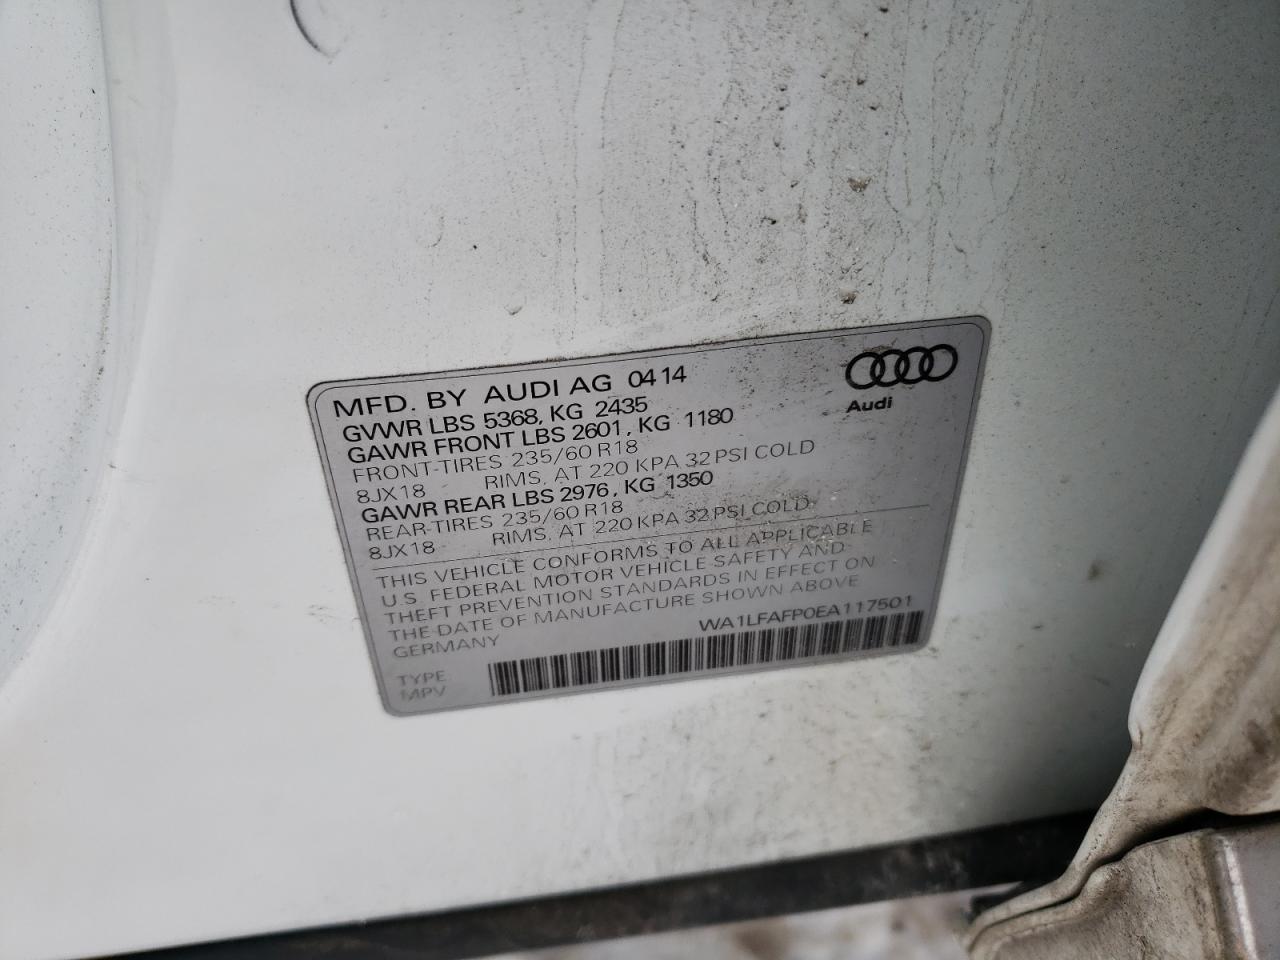 MFD. BY AUDI AG 0414
GVWR LBS 5368, KG 2435
GAWR FRONT LBS 2601, KG 1180
FRONT-TIRES 235/60 R18
8JX18 RIMS, AT 220 KPA 32 PSI COLD
GAWR REAR LBS 2976, KG 1350
REAR-TIRES 235/60 R18
8JX18 RIMS, AT 220 KPA 32 PSI COLD
Audi
THIS VEHICLE CONFORMS TO ALL APPLICABLE
U.S. FEDERAL MOTOR VEHICLE SAFETY AND
THEFT PREVENTION STANDARDS IN EFFECT ON
THE DATE OF MANUFACTURE SHOWN ABOVE
GERMANY
WA1LFAFP0EA117501
TYPE
MPV